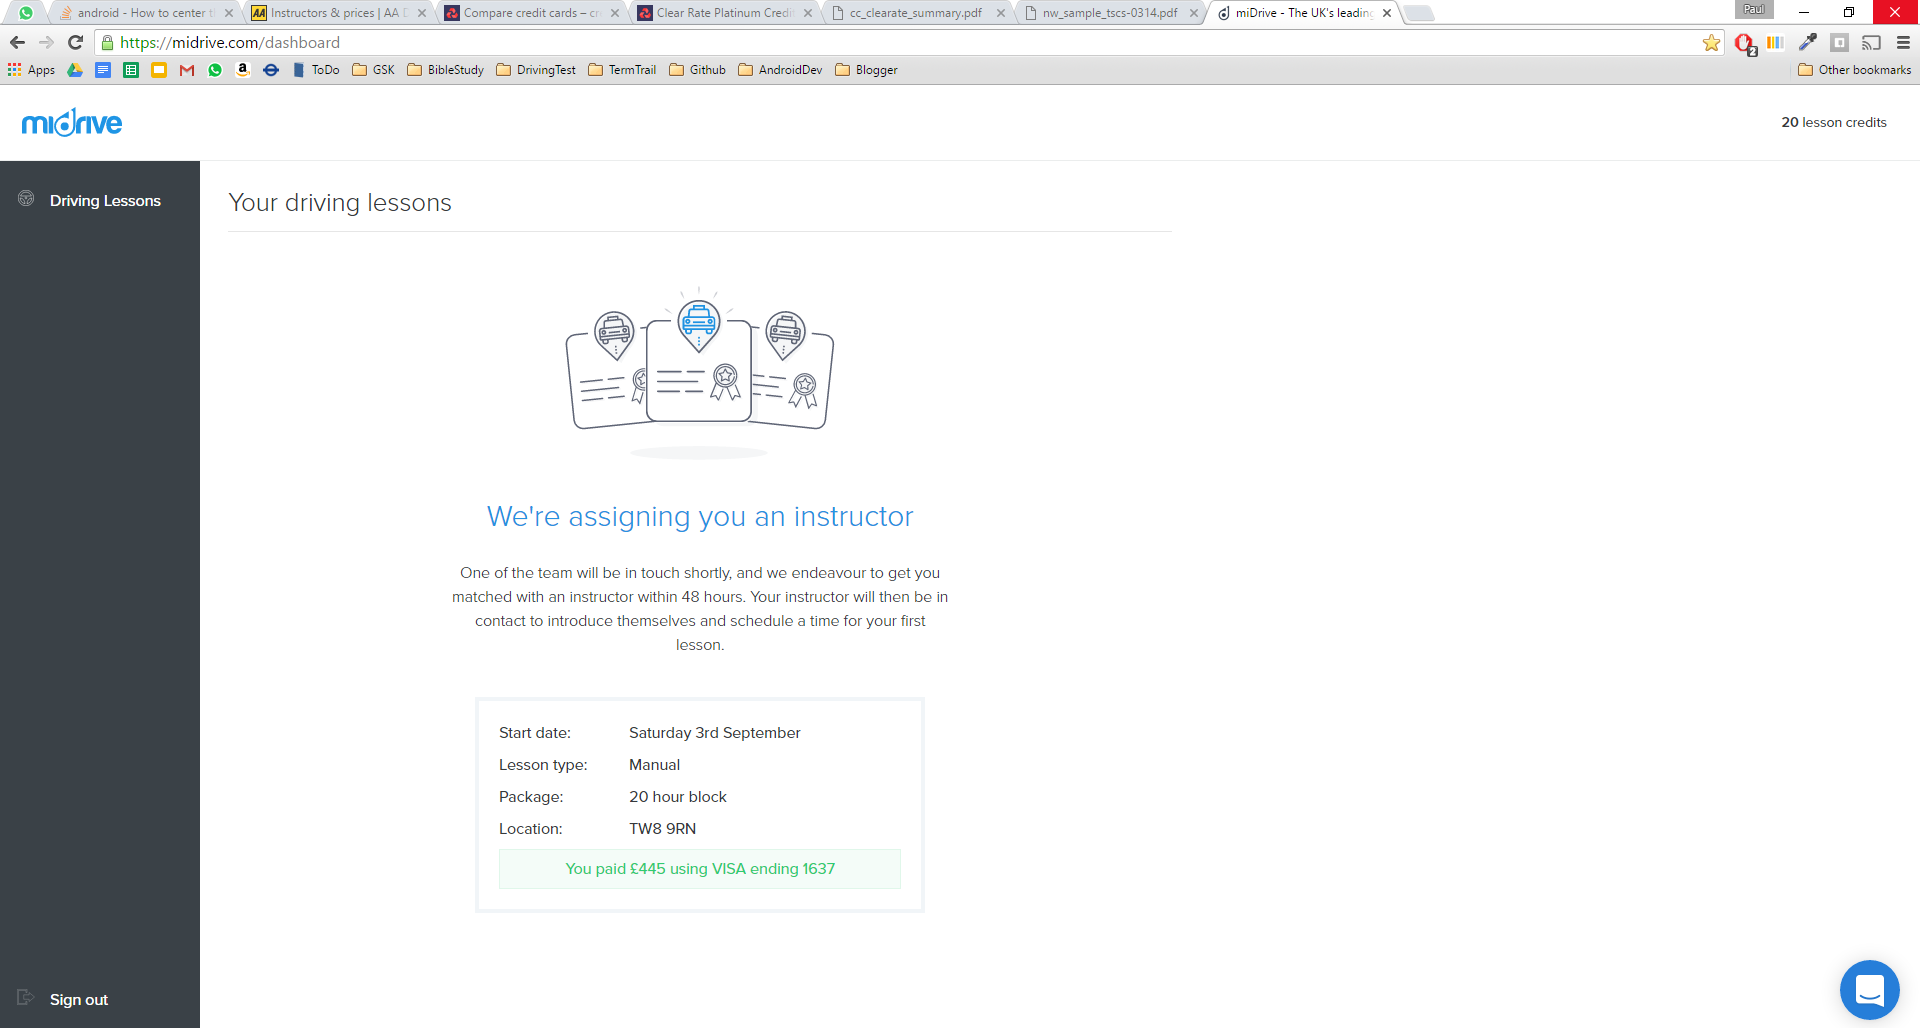 android - How to center t
AA Instructors & prices | AA D
Compare credit cards – cr
Clear Rate Platinum Credi
cc_clearate_summary.pdf
nw_sample_tscs-0314.pdf
miDrive - The UK's leading
Paul
https://midrive.com/dashboard
2
Apps
a
ToDo
GSK
BibleStudy
DrivingTest
TermTrail
Github
AndroidDev
Blogger
Other bookmarks
midrive
20 lesson credits
Driving Lessons
Your driving lessons
We're assigning you an instructor
One of the team will be in touch shortly, and we endeavour to get you
matched with an instructor within 48 hours. Your instructor will then be in
contact to introduce themselves and schedule a time for your first
lesson.
Start date: Saturday 3rd September
Lesson type: Manual
Package: 20 hour block
Location: TW8 9RN
You paid £445 using VISA ending 1637
Sign out